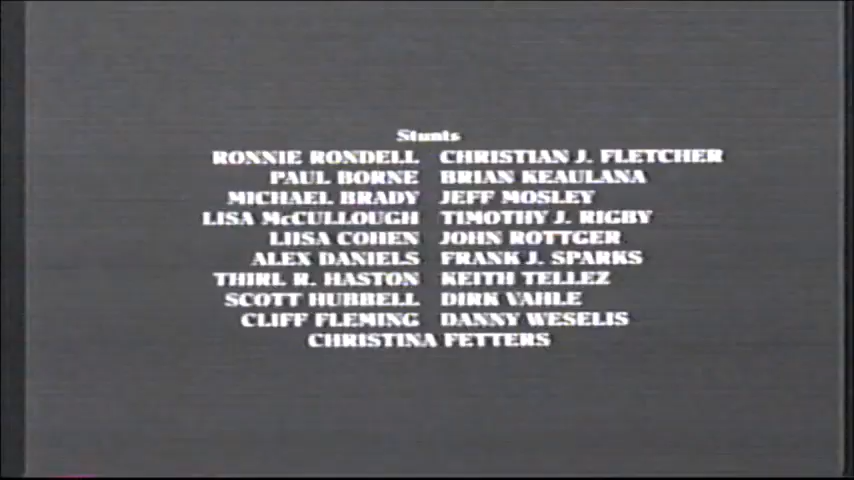 Stunts
RONNIE RONDELL CHRISTIAN J. FLETCHER
PAUL BORNE BRIAN KEAULANA
MICHAEL BRADY JEFF MOSLEY
LISA McCULLOUGH TIMOTHY J. RIGBY
LIISA COHEN JOHN ROTTGER
ALEX DANIELS FRANK J. SPARKS
THIRL R. HASTON KEITH TELLEZ
SCOTT HUBBELL DIRK VAHLE
CLIFF FLEMING DANNY WESELIS
CHRISTINA FETTERS